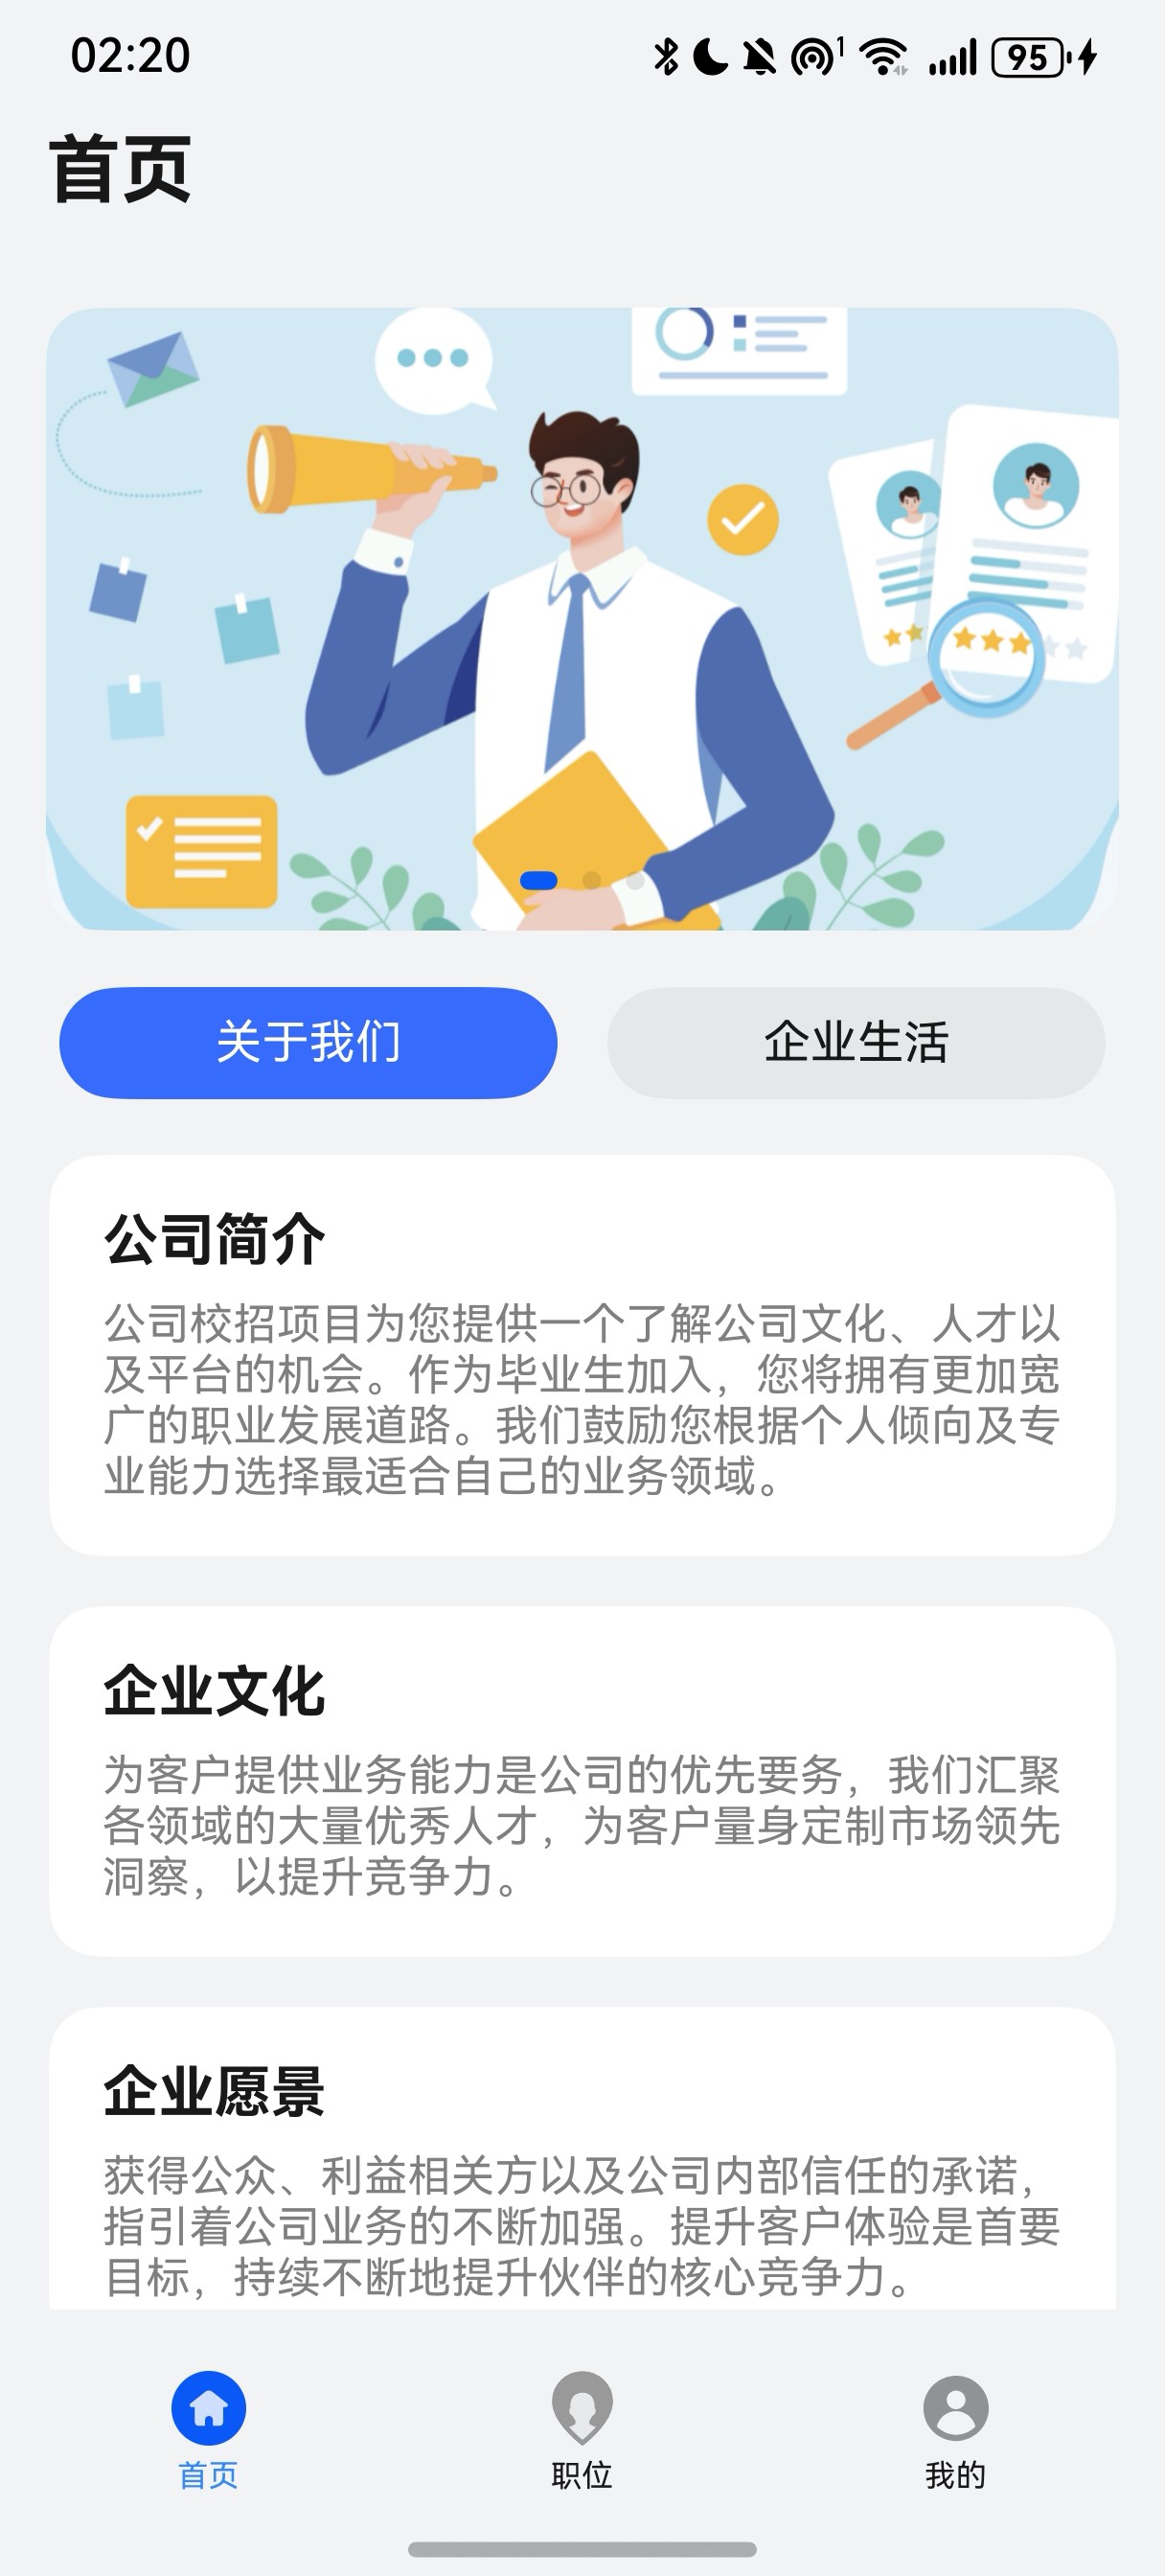 02:20
1
95
首页
关于我们
企业生活
公司简介
公司校招项目为您提供一个了解公司文化、人才以
及平台的机会。作为毕业生加入，您将拥有更加宽
广的职业发展道路。我们鼓励您根据个人倾向及专
业能力选择最适合自己的业务领域。
企业文化
为客户提供业务能力是公司的优先要务，我们汇聚
各领域的大量优秀人才，为客户量身定制市场领先
洞察，以提升竞争力。
企业愿景
获得公众、利益相关方以及公司内部信任的承诺，
指引着公司业务的不断加强。提升客户体验是首要
目标，持续不断地提升伙伴的核心竞争力。
首页
职位
我的